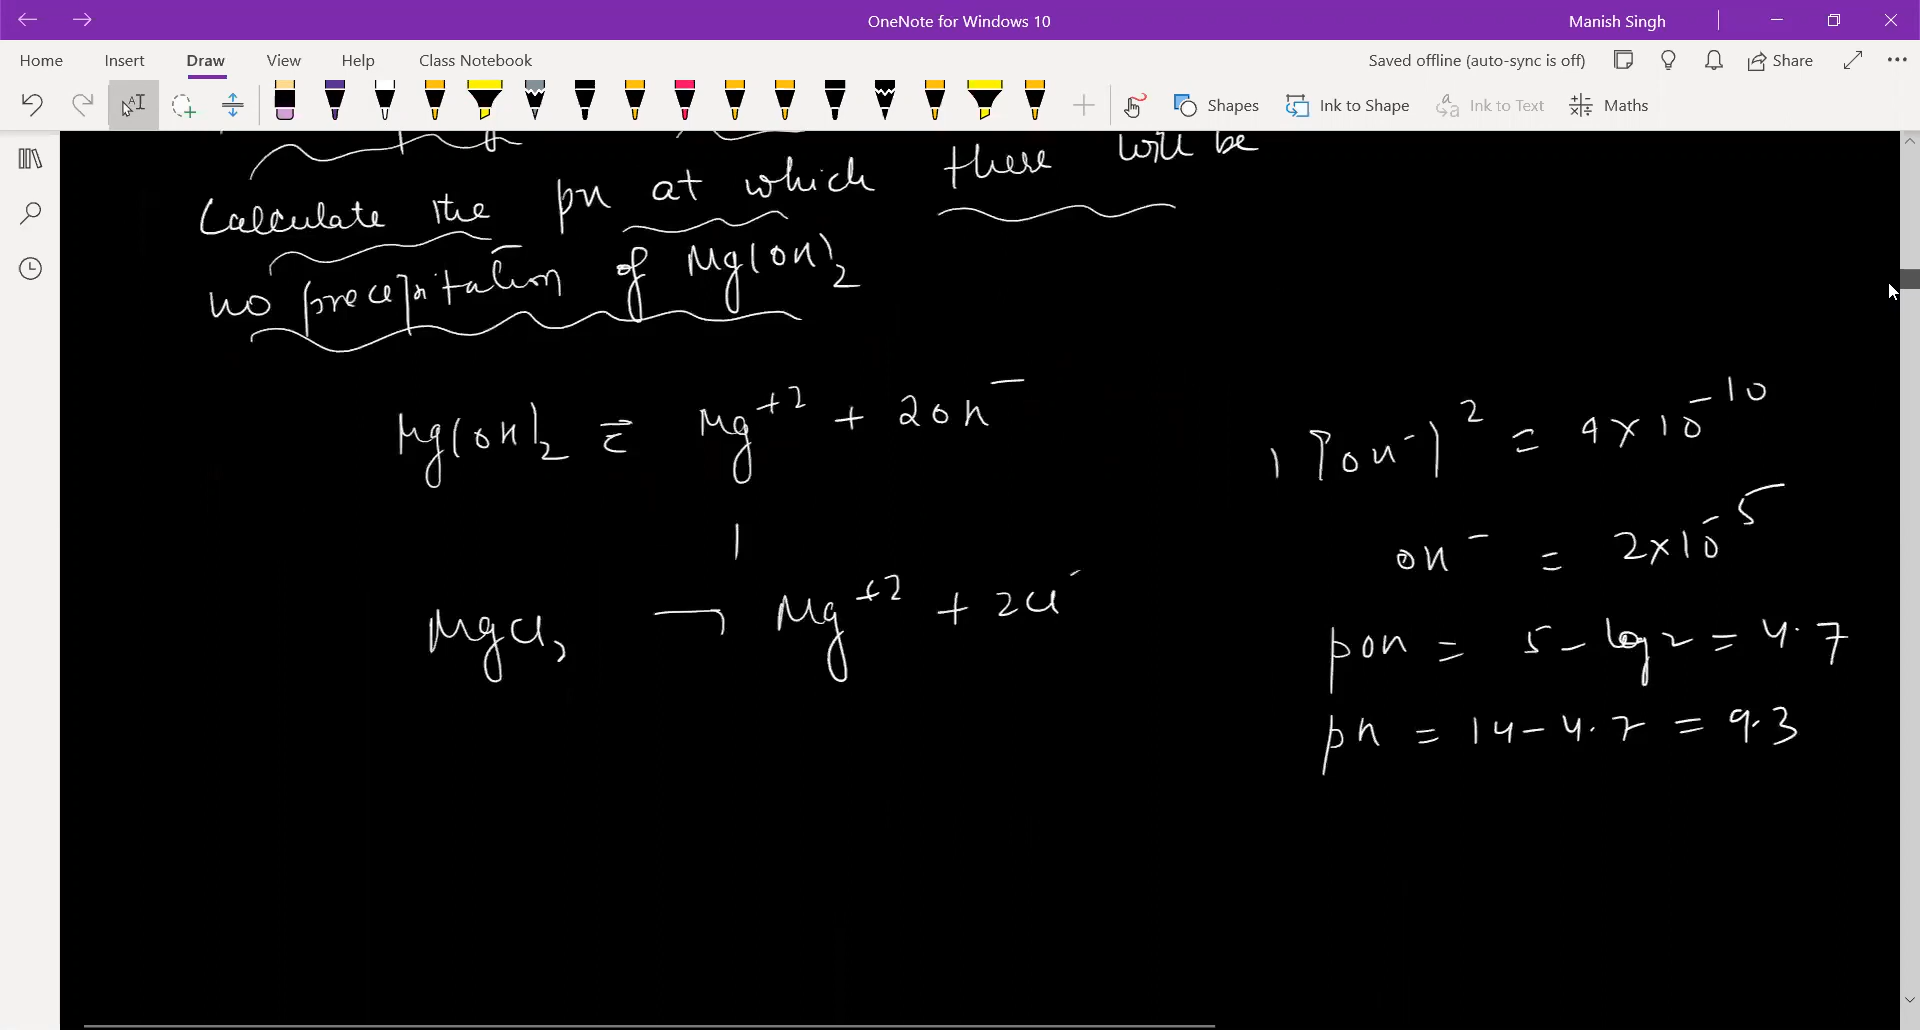 OneNote for Windows 10
Manish Singh
Home Insert Draw View Help Class Notebook
Saved offline (auto-sync is off) Share
Shapes Ink to Shape Ink to Text Maths
Calculate the pH at which there will be
no precipitation of Mg(OH)2
Mg(OH)2 ⇌ Mg+2 + 2OH–
1
MgCl2 → Mg+2 + 2Cl-
1 [OH-]2 = 4×10-10
OH– = 2×10-5
pOH = 5 – log2 = 4.7
pH = 14 – 4.7 = 9.3